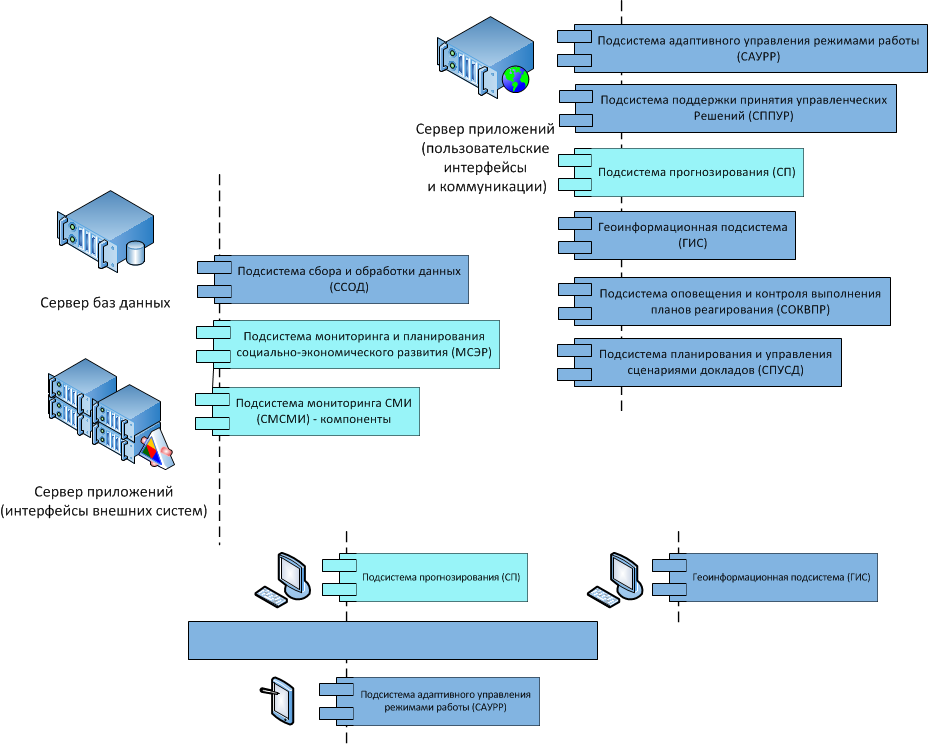 Подсистема адаптивного управления режимами работы
(САУРР)
Подсистема поддержки принятия управленческих
Решений (СППУР)
Сервер приложений
(пользовательские
интерфейсы
и коммуникации)
Подсистема прогнозирования (СП)
Геоинформационная подсистема
(ГИС)
Подсистема оповещения и контроля выполнения
планов реагирования (СОКВПР)
Подсистема планирования и управления
сценариями докладов (СПУСД)
Сервер баз данных
Подсистема сбора и обработки данных
(ССОД)
Подсистема мониторинга и планирования
социально-экономического развития (МСЭР)
Подсистема мониторинга СМИ
(СМСМИ) - компоненты
Сервер приложений
(интерфейсы внешних систем)
Подсистема прогнозирования (СП)
Геоинформационная подсистема (ГИС)
Подсистема адаптивного управления
режимами работы (САУРР)